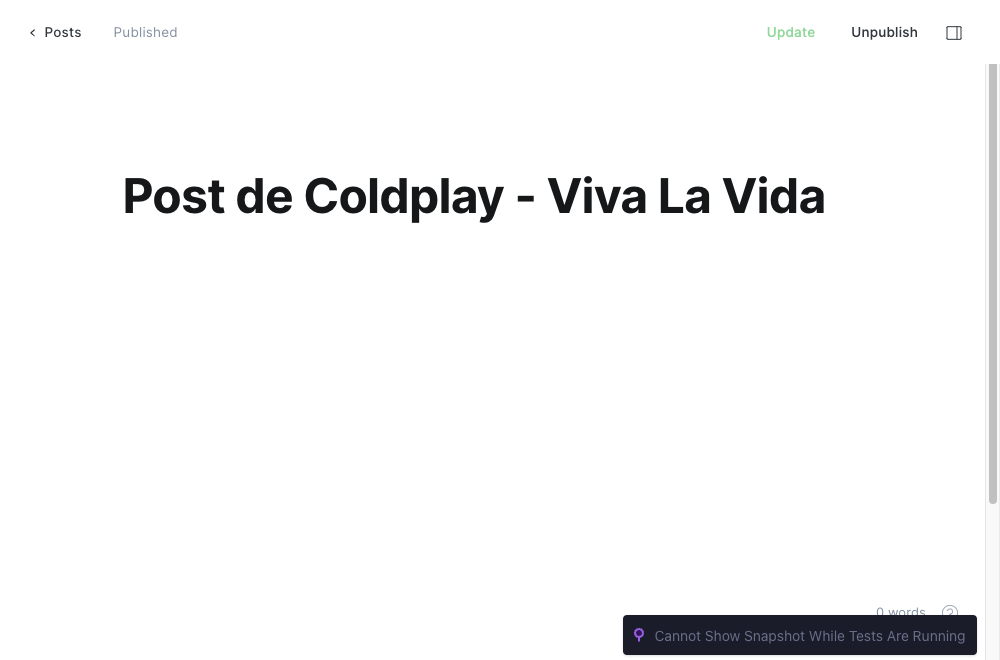 Posts
Published
Update
Unpublish
Post de Coldplay - Viva La Vida
0 words
?
Cannot Show Snapshot While Tests Are Running